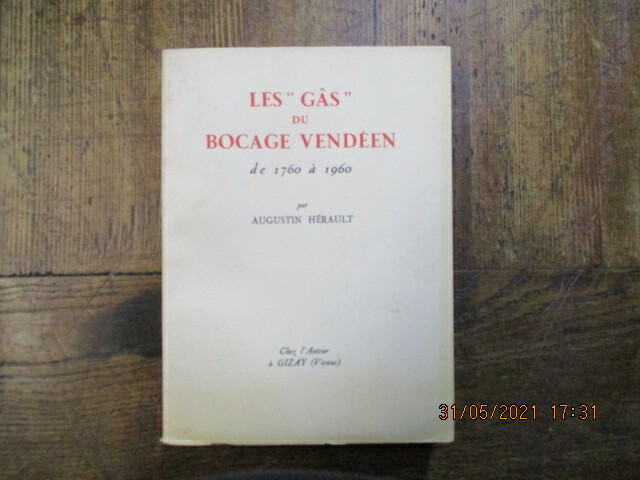 LES " GÂS "
DU
BOCAGE VENDÉEN
de 1760 à 1960
par
AUGUSTIN HÉRAULT
Chez l'Auteur
à GIZAY (Vienne)
31/05/2021 17:31